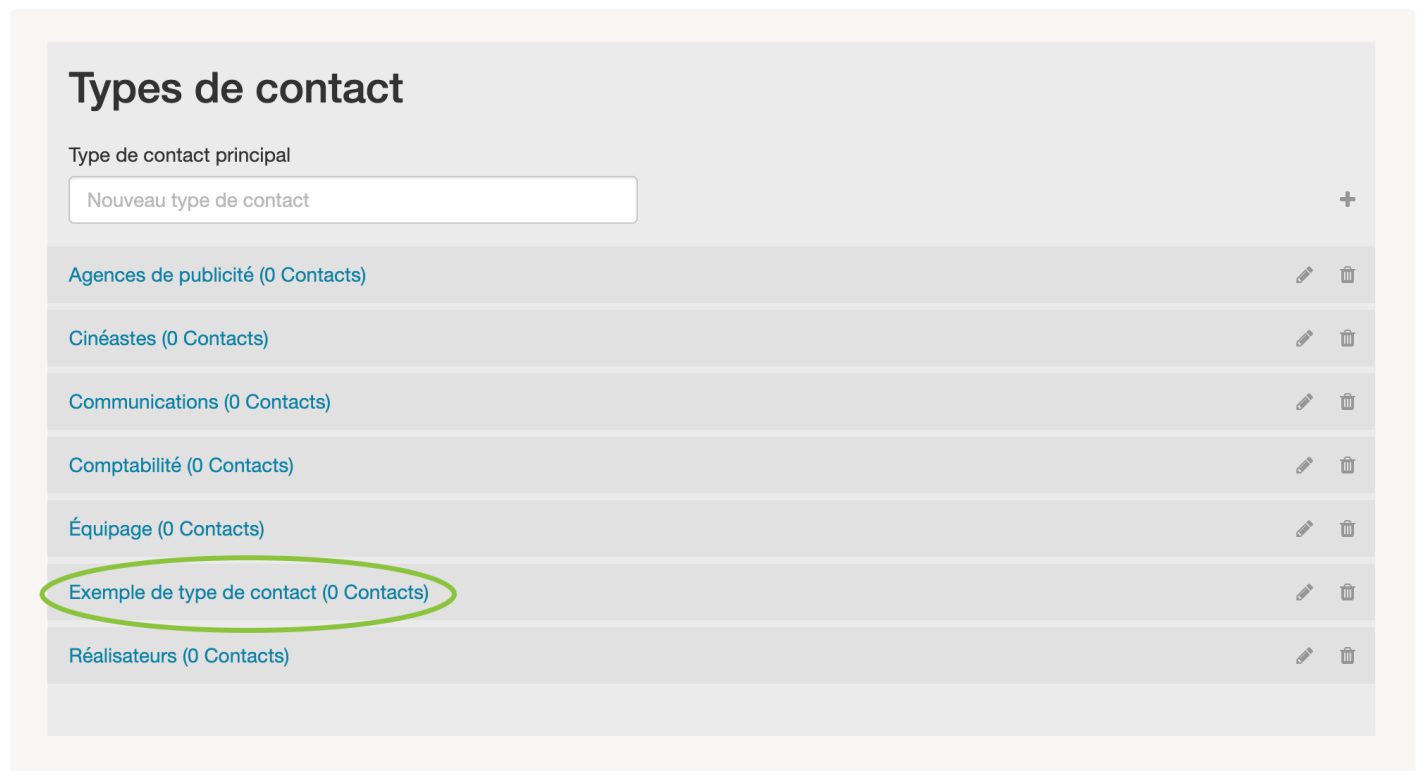 Types de contact
Type de contact principal
Nouveau type de contact
Agences de publicité (0 Contacts)
Cinéastes (0 Contacts)
Communications (0 Contacts)
Comptabilité (0 Contacts)
Équipage (0 Contacts)
Exemple de type de contact (0 Contacts)
Réalisateurs (0 Contacts)